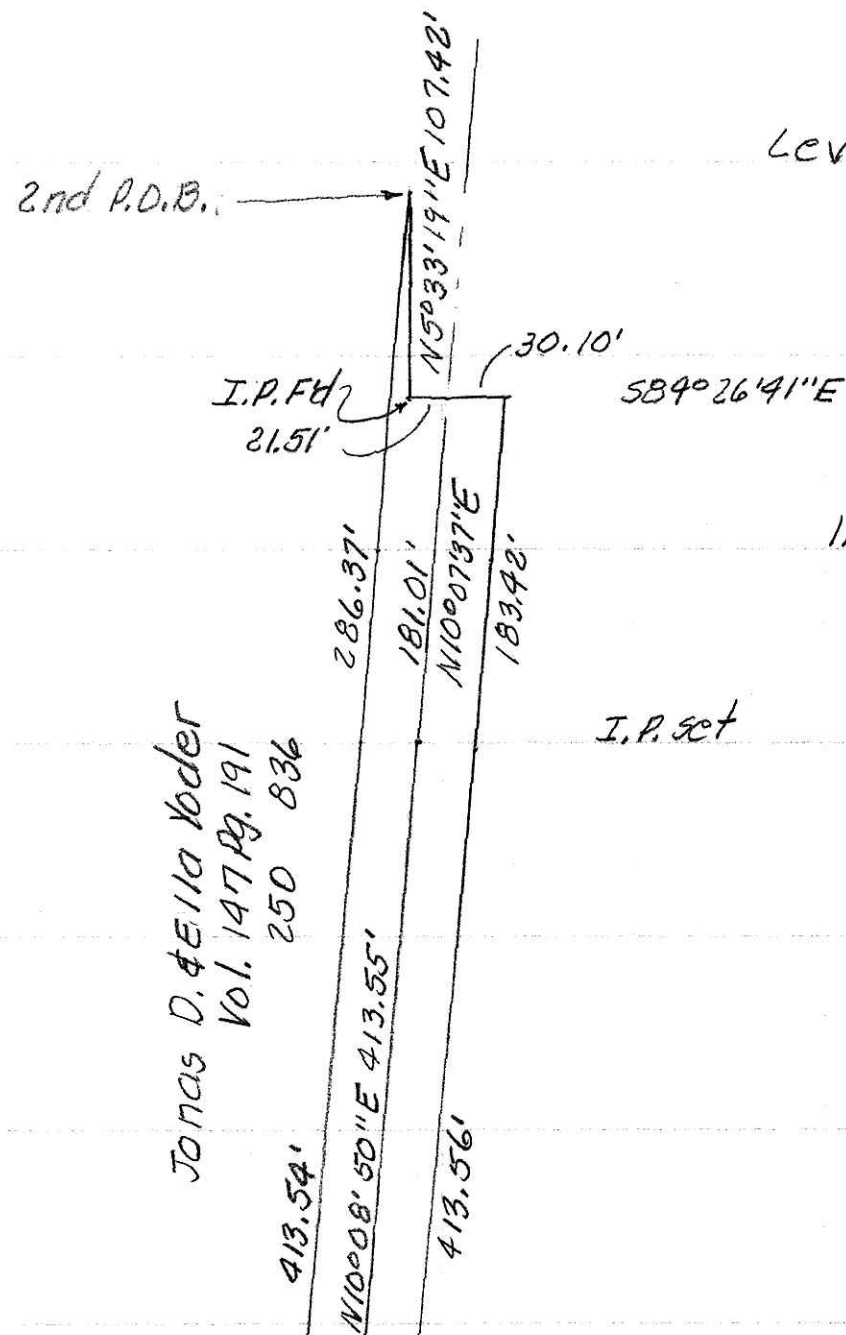 N5°33'19"E 107.42'
Lev
2nd P.O.B.
30.10'
I.P. Fd
S84°26'41"E
21.51'
286.37'
181.01'
N10°07'37"E
183.42'
I.P. set
Jonas D. & Ella Yoder
Vol. 147 Pg. 191
250 836
413.54'
N10°08'50"E 413.55'
413.56'